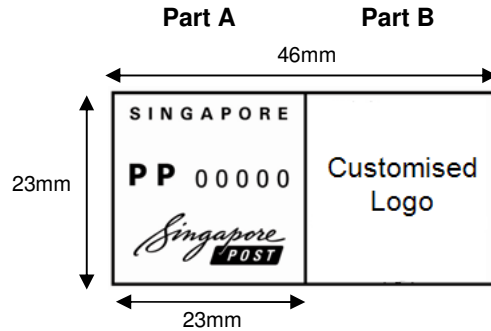 Part A Part B
46mm
SINGAPORE
23mm
PP 00000
Customised
Logo
Singapore
POST
23mm